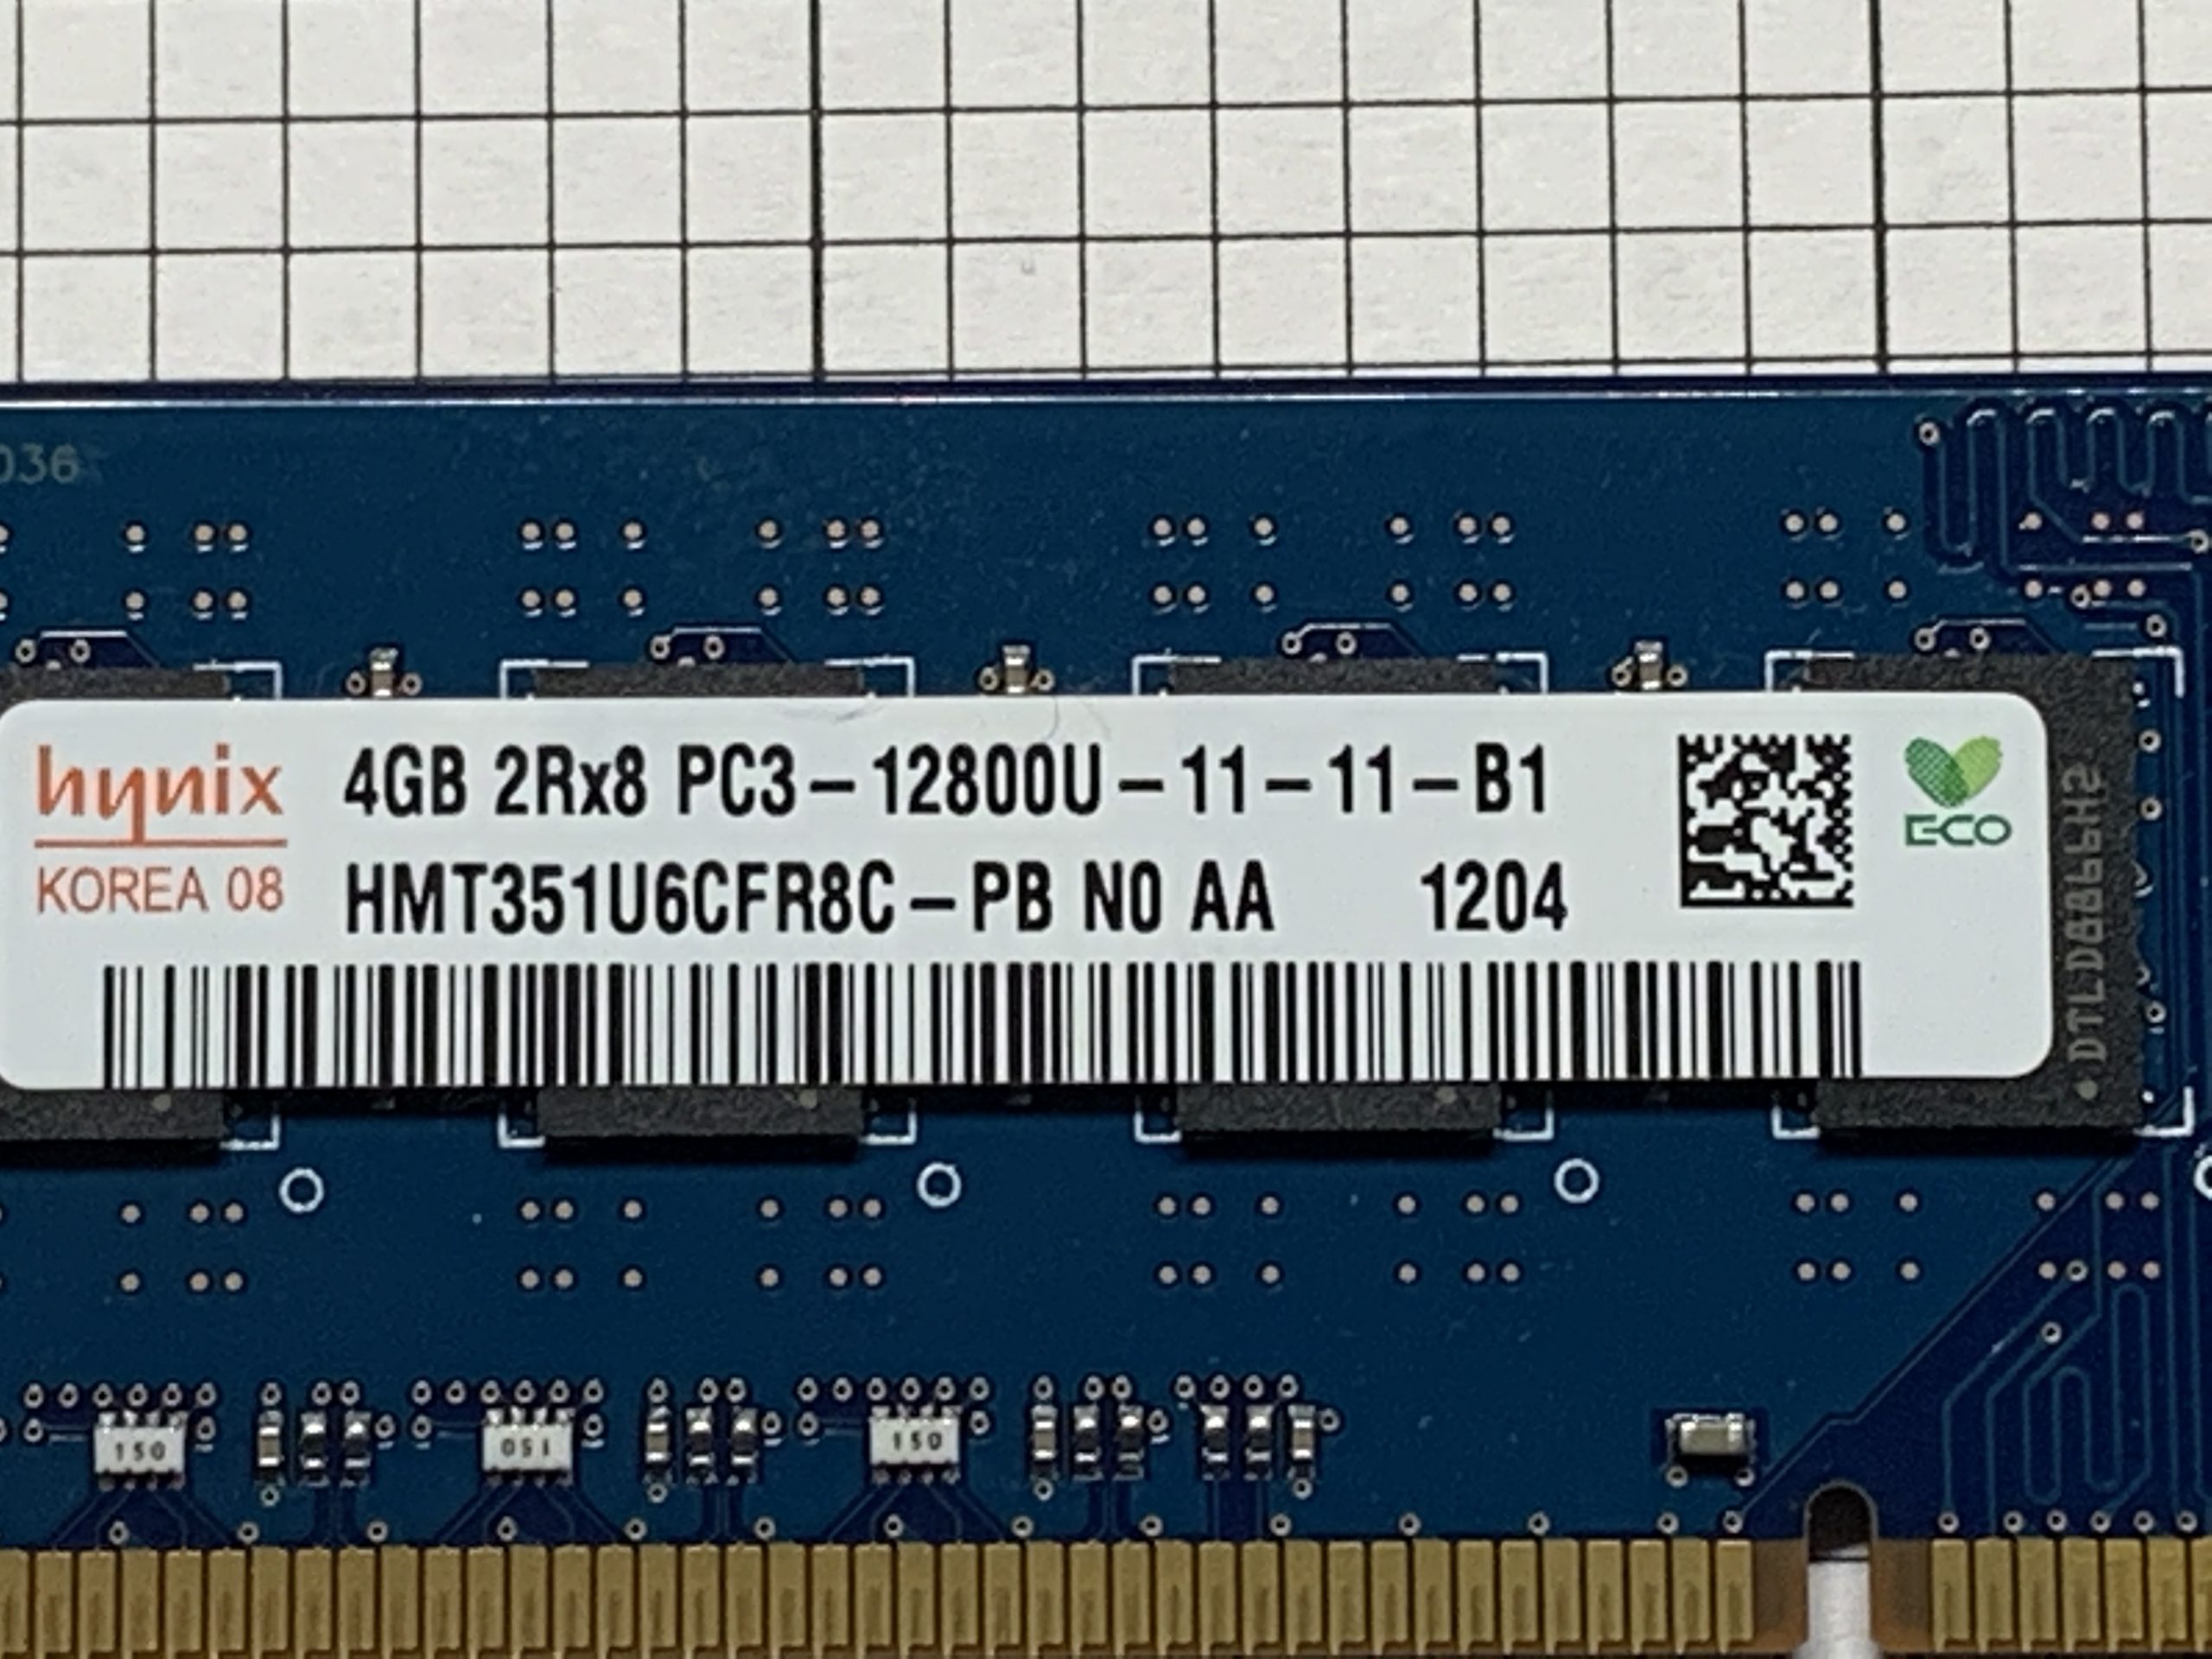 036
hynix
KOREA 08
4GB 2Rx8 PC3-12800U-11-11-B1
HMT351U6CFR8C-PB N0 AA 1204
ECO
150
150
150